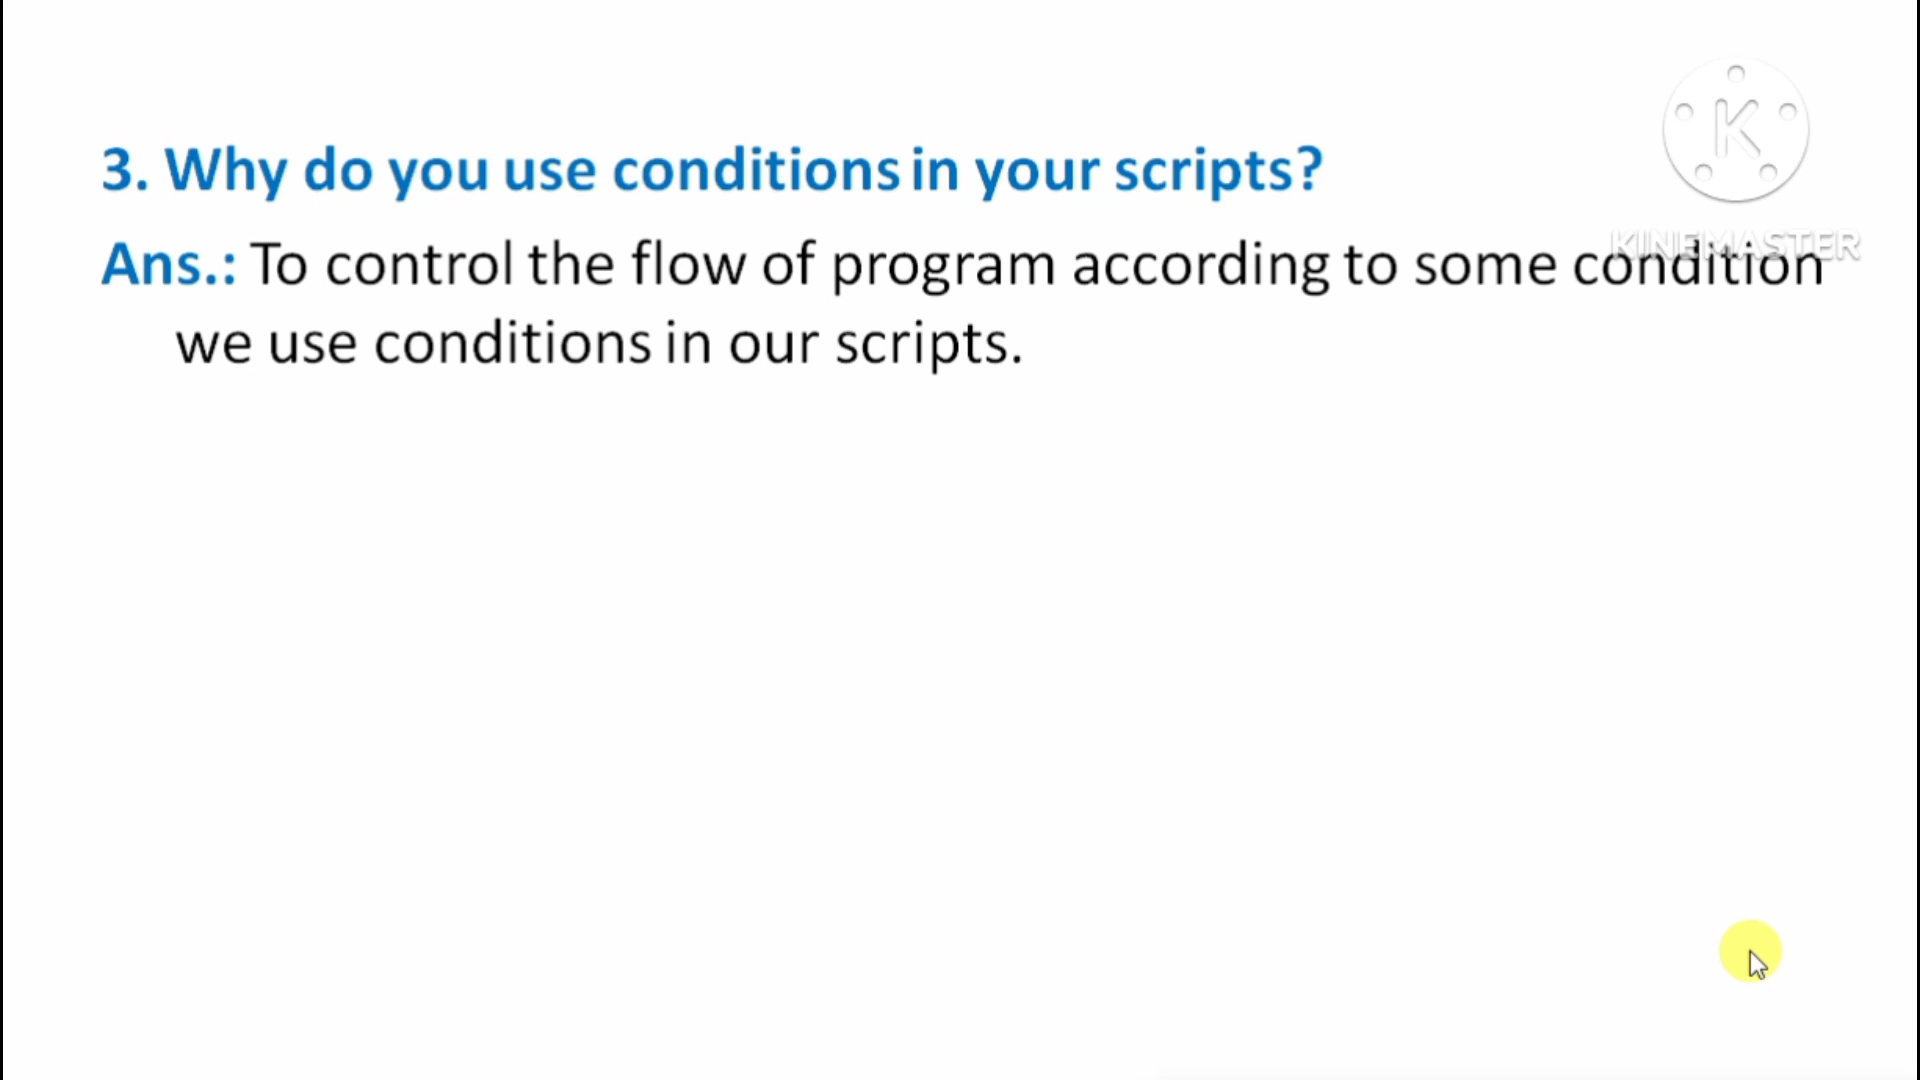 3. Why do you use conditions in your scripts?
Ans.: To control the flow of program according to some condition
we use conditions in our scripts.
K
KINEMASTER